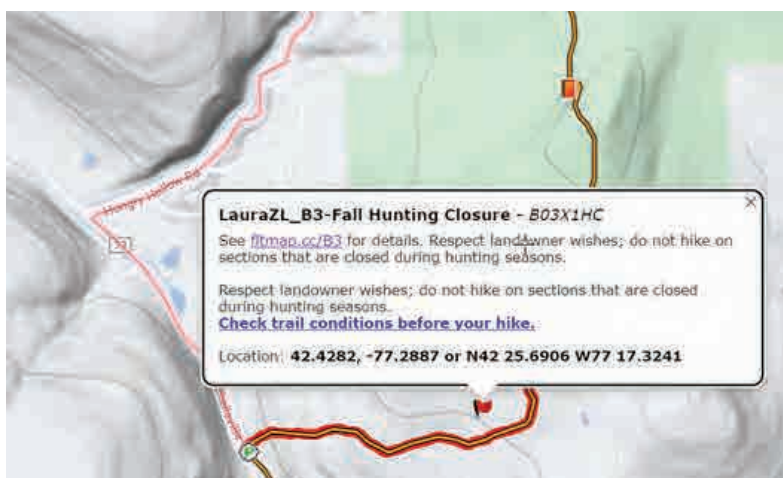 LauraZL_B3-Fall Hunting Closure - B03X1HC
See fltmap.cc/B3 for details. Respect landowner wishes; do not hike on
sections that are closed during hunting seasons.
Respect landowner wishes; do not hike on sections that are closed
during hunting seasons.
Check trail conditions before your hike.
Location: 42.4282, -77.2887 or N42 25.6906 W77 17.3241
Hungry Hollow Rd
53